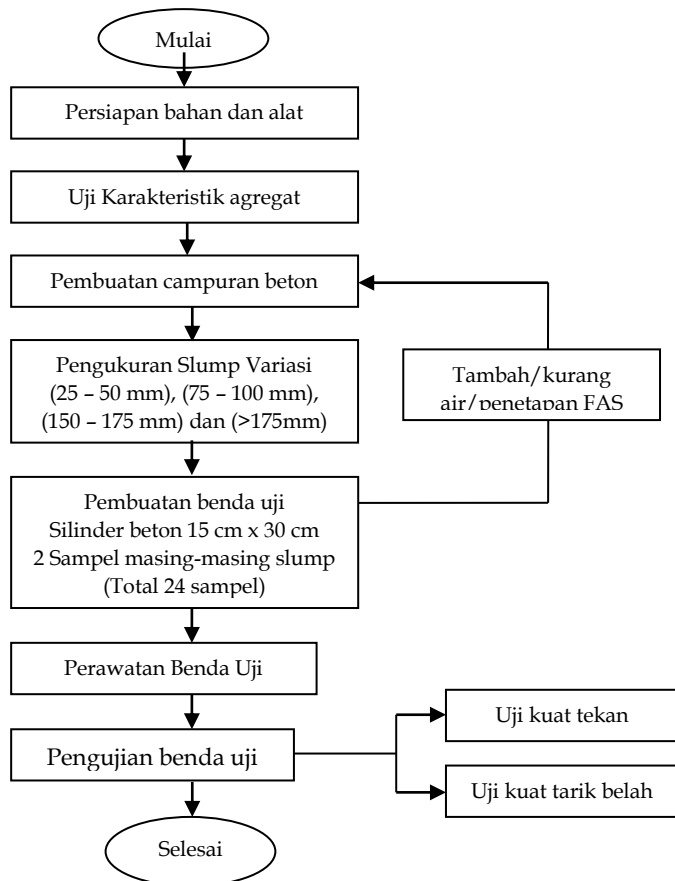 Mulai
Persiapan bahan dan alat
Uji Karakteristik agregat
Pembuatan campuran beton
Pengukuran Slump Variasi
(25 – 50 mm), (75 – 100 mm),
(150 – 175 mm) dan (>175mm)
Tambah/kurang
air/penetapan FAS
Pembuatan benda uji
Silinder beton 15 cm x 30 cm
2 Sampel masing-masing slump
(Total 24 sampel)
Perawatan Benda Uji
Pengujian benda uji
Uji kuat tekan
Uji kuat tarik belah
Selesai